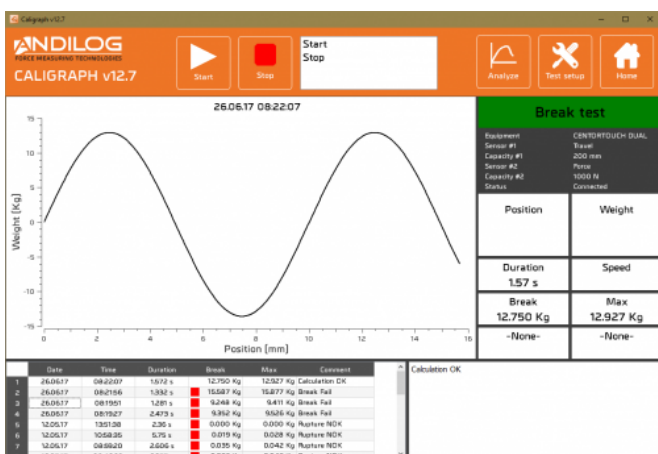 Caligraph v12.7
ANDILOG
FORCE MEASURING TECHNOLOGIES
CALIGRAPH v12.7
Start
Stop
Start
Stop
Analyze
Test setup
Home
26.06.17 08:22:07
Weight [Kg]
15
10
5
0
-5
-10
-15
0
2
4
6
8
10
12
14
16
Position [mm]
Break test
Equipment CENTORTOUCH DUAL
Sensor #1 Travel
Capacity #1 200 mm
Sensor #2 Force
Capacity #2 1000 N
Status Connected
Position Weight
Duration Speed
1.57 s
Break Max
12.750 Kg 12.927 Kg
-None- -None-
Date Time Duration Break Max Comment
1 26.06.17 08:22:07 1.572 s 12.750 Kg 12.927 Kg Calculation OK
2 26.06.17 08:21:56 1.332 s 15.587 Kg 15.877 Kg Break Fail
3 26.06.17 08:19:51 1.281 s 9.248 Kg 9.411 Kg Break Fail
4 26.06.17 08:19:27 2.473 s 9.352 Kg 9.526 Kg Break Fail
5 12.05.17 13:51:38 2.36 s 0.000 Kg 0.000 Kg Rupture NOK
6 12.05.17 10:58:35 5.75 s 0.019 Kg 0.028 Kg Rupture NOK
7 12.05.17 08:59:20 2.606 s 0.035 Kg 0.042 Kg Rupture NOK
Calculation OK